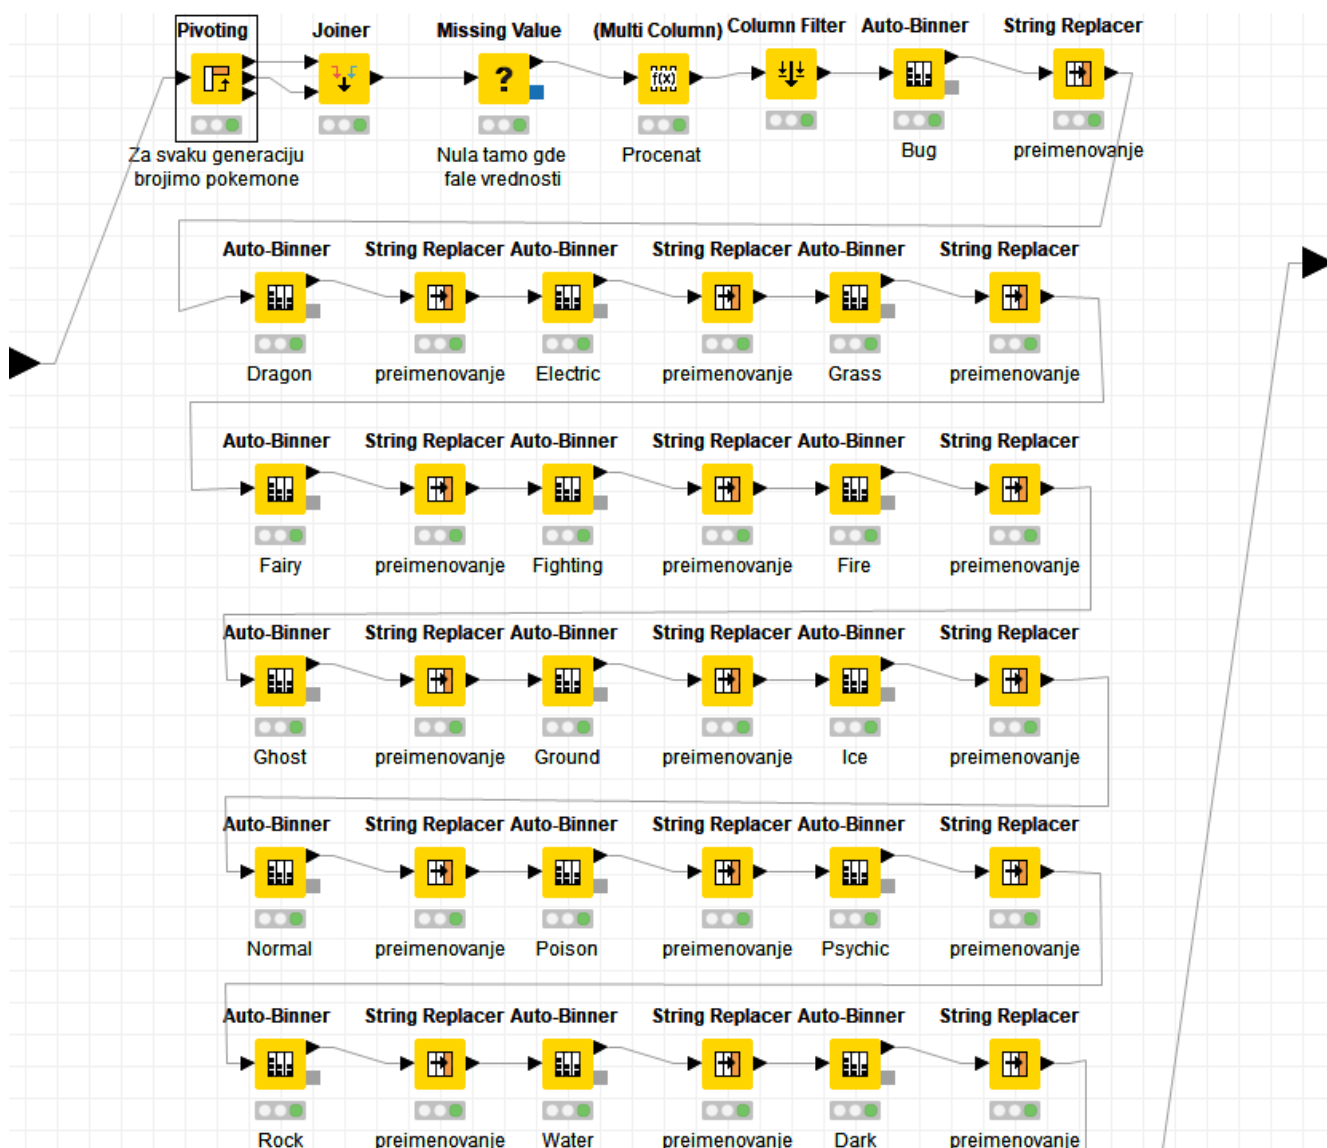 Pivoting Joiner Missing Value (Multi Column) Column Filter Auto-Binner String Replacer
?
f(x)
Za svaku generaciju
brojimo pokemone
Nula tamo gde
fale vrednosti
Procenat
Bug
preimenovanje
Auto-Binner String Replacer Auto-Binner String Replacer Auto-Binner String Replacer
Dragon preimenovanje Electric preimenovanje Grass preimenovanje
Auto-Binner String Replacer Auto-Binner String Replacer Auto-Binner String Replacer
Fairy preimenovanje Fighting preimenovanje Fire preimenovanje
Auto-Binner String Replacer Auto-Binner String Replacer Auto-Binner String Replacer
Ghost preimenovanje Ground preimenovanje Ice preimenovanje
Auto-Binner String Replacer Auto-Binner String Replacer Auto-Binner String Replacer
Normal preimenovanje Poison preimenovanje Psychic preimenovanje
Auto-Binner String Replacer Auto-Binner String Replacer Auto-Binner String Replacer
Rock preimenovanje Water preimenovanje Dark preimenovanje